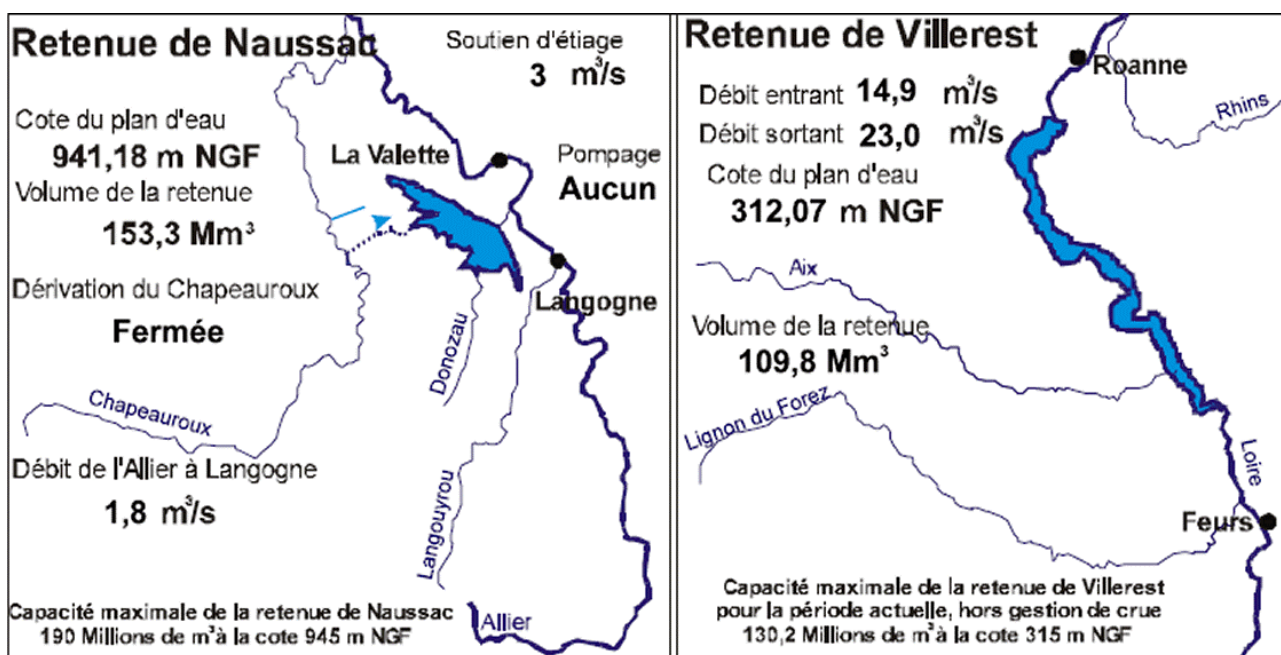 Retenue de Naussac
Soutien d'étiage
3 m³/s
Cote du plan d'eau
941,18 m NGF
La Valette
Pompage
Aucun
Volume de la retenue
153,3 Mm³
Dérivation du Chapeauroux
Fermée
Langogne
Donozau
Chapeauroux
Débit de l'Allier à Langogne
1,8 m³/s
Langouyrou
Capacité maximale de la retenue de Naussac
190 Millions de m³ à la cote 945 m NGF
Allier
Retenue de Villerest
Roanne
Débit entrant 14,9 m³/s
Rhins
Débit sortant 23,0 m³/s
Cote du plan d'eau
312,07 m NGF
Aix
Volume de la retenue
109,8 Mm³
Lignon du Forez
Loire
Feurs
Capacité maximale de la retenue de Villerest
pour la période actuelle, hors gestion de crue
130,2 Millions de m³ à la cote 315 m NGF